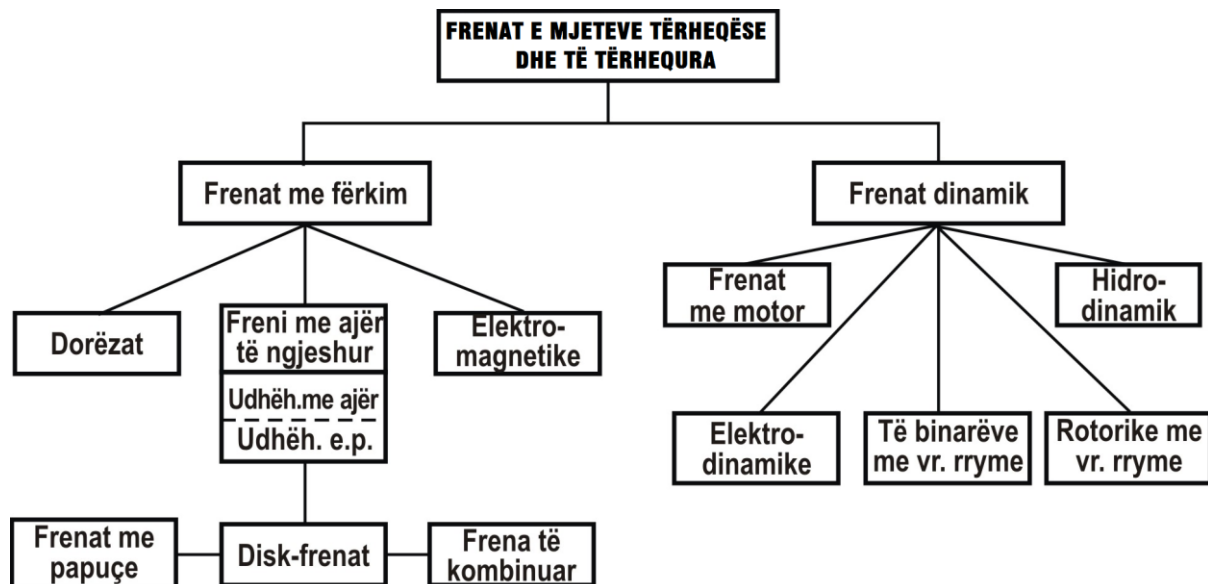 FRENAT E MJETEVE TËRHEQËSE
DHE TË TËRHEQURA
Frenat me fërkim
Frenat dinamik
Dorëzat
Freni me ajër
të ngjeshur
Udhëh.me ajër
Udhëh. e.p.
Elektro-
magnetike
Frenat
me motor
Hidro-
dinamik
Elektro-
dinamike
Të binarëve
me vr. rryme
Rotorike me
vr. rryme
Frenat me
papuçe
Disk-frenat
Frena të
kombinuar